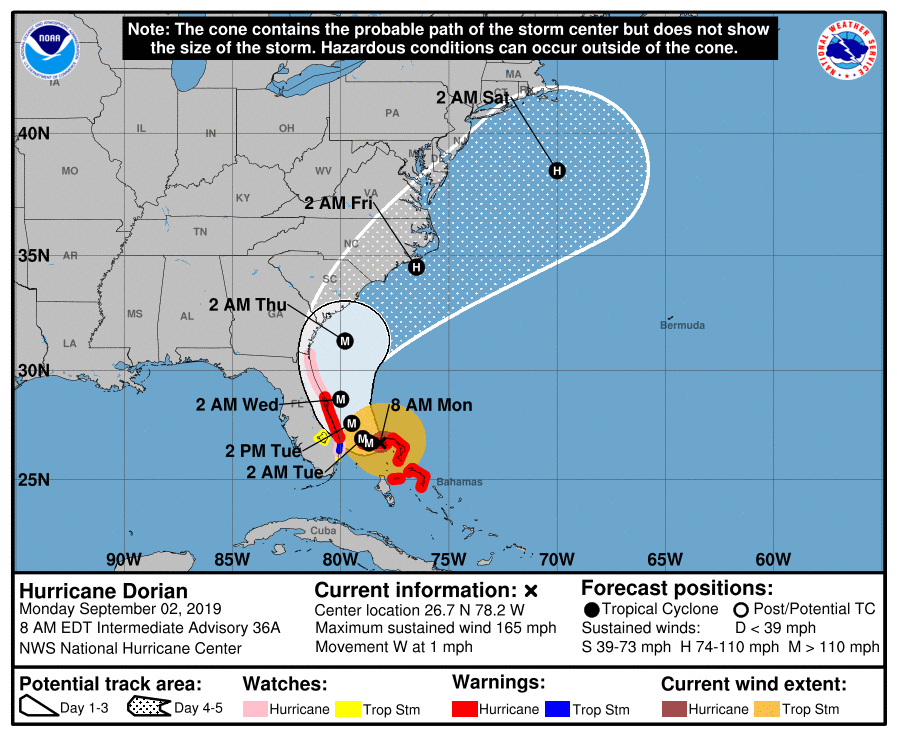 Note: The cone contains the probable path of the storm center but does not show
the size of the storm. Hazardous conditions can occur outside of the cone.
NOAA
NATIONAL WEATHER SERVICE
MA
CT
2 AM Sat
IA
PA
40N
IL
IN
OH
NJ
DE
MO
WV
KY
VA
2 AM Fri
TN
NC
35N
AR
SC
2 AM Thu
MS
AL
GA
Bermuda
LA
30N
FL
2 AM Wed
8 AM Mon
2 PM Tue
2 AM Tue
25N
Bahamas
Cuba
90W
85W
80W
75W
70W
65W
60W
H
H
M
M
M
M
M
Hurricane Dorian
Monday September 02, 2019
8 AM EDT Intermediate Advisory 36A
NWS National Hurricane Center
Current information: x
Center location 26.7 N 78.2 W
Maximum sustained wind 165 mph
Movement W at 1 mph
Forecast positions:
Tropical Cyclone Post/Potential TC
Sustained winds: D < 39 mph
S 39-73 mph H 74-110 mph M > 110 mph
Potential track area:
Day 1-3 Day 4-5
Watches:
Hurricane Trop Stm
Warnings:
Hurricane Trop Stm
Current wind extent:
Hurricane Trop Stm